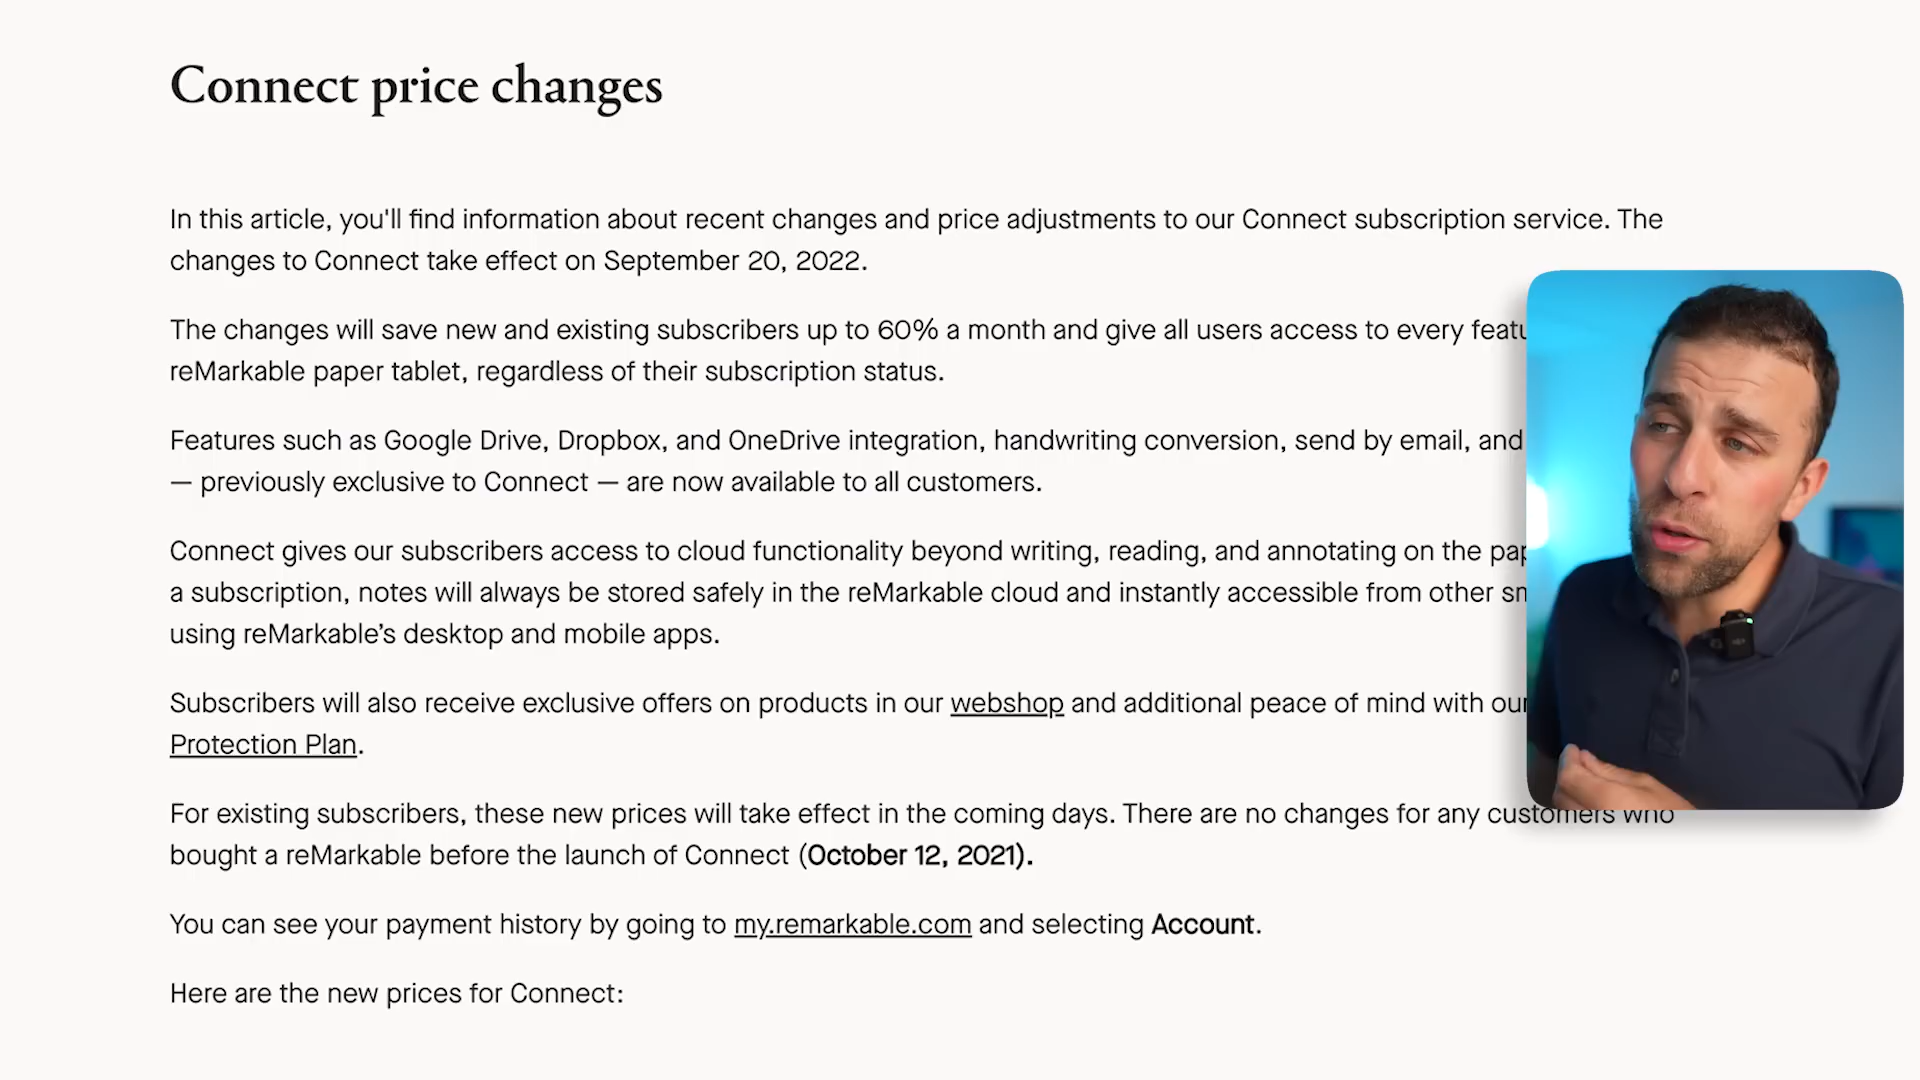 Connect price changes
In this article, you'll find information about recent changes and price adjustments to our Connect subscription service. The
changes to Connect take effect on September 20, 2022.
The changes will save new and existing subscribers up to 60% a month and give all users access to every
reMarkable paper tablet, regardless of their subscription status.
Features such as Google Drive, Dropbox, and OneDrive integration, handwriting conversion, send by email, and
— previously exclusive to Connect — are now available to all customers.
Connect gives our subscribers access to cloud functionality beyond writing, reading, and annotating on the
a subscription, notes will always be stored safely in the reMarkable cloud and instantly accessible from other
using reMarkable’s desktop and mobile apps.
Subscribers will also receive exclusive offers on products in our webshop and additional peace of mind with our
Protection Plan.
For existing subscribers, these new prices will take effect in the coming days. There are no changes for any customers who
bought a reMarkable before the launch of Connect (October 12, 2021).
You can see your payment history by going to my.remarkable.com and selecting Account.
Here are the new prices for Connect: